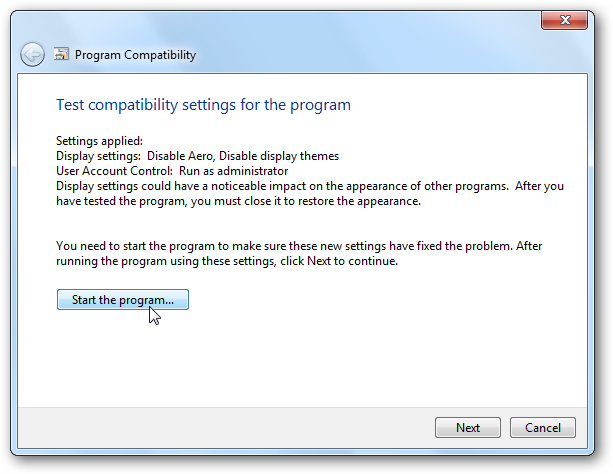 Program Compatibility
Test compatibility settings for the program
Settings applied:
Display settings:  Disable Aero, Disable display themes
User Account Control:  Run as administrator
Display settings could have a noticeable impact on the appearance of other programs.  After you
have tested the program, you must close it to restore the appearance.
You need to start the program to make sure these new settings have fixed the problem. After
running the program using these settings, click Next to continue.
Start the program...
Next
Cancel